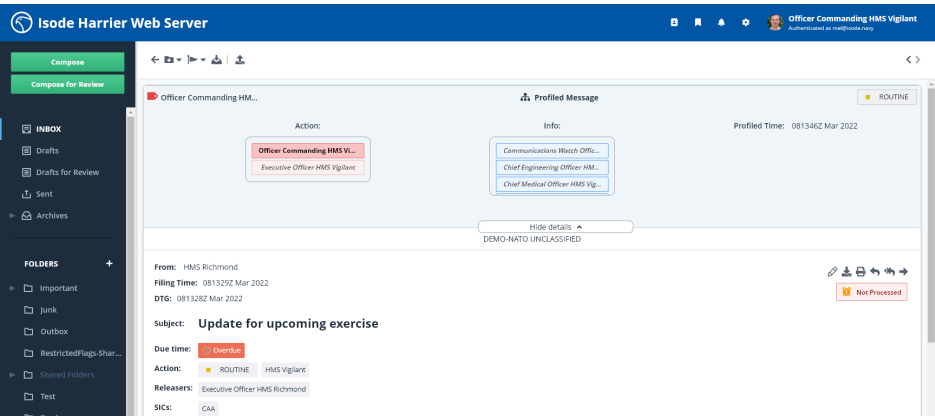 Isode Harrier Web Server
Officer Commanding HMS Vigilant
Authenticated as mel@isode.navy
Compose
Compose for Review
INBOX
Drafts
Drafts for Review
Sent
Archives
FOLDERS +
Important
Junk
Outbox
RestrictedFlags-Shar...
Shared Folders
Test
Officer Commanding HM...
Profiled Message
ROUTINE
Action:
Officer Commanding HMS Vi...
Executive Officer HMS Vigilant
Info:
Communications Watch Offic...
Chief Engineering Officer HM...
Chief Medical Officer HMS Vig...
Profiled Time: 081346Z Mar 2022
Hide details
DEMO-NATO UNCLASSIFIED
From: HMS Richmond
Filing Time: 081329Z Mar 2022
DTG: 081328Z Mar 2022
Not Processed
Subject: Update for upcoming exercise
Due time: Overdue
Action: ROUTINE HMS Vigilant
Releasers: Executive Officer HMS Richmond
SICs: CAA